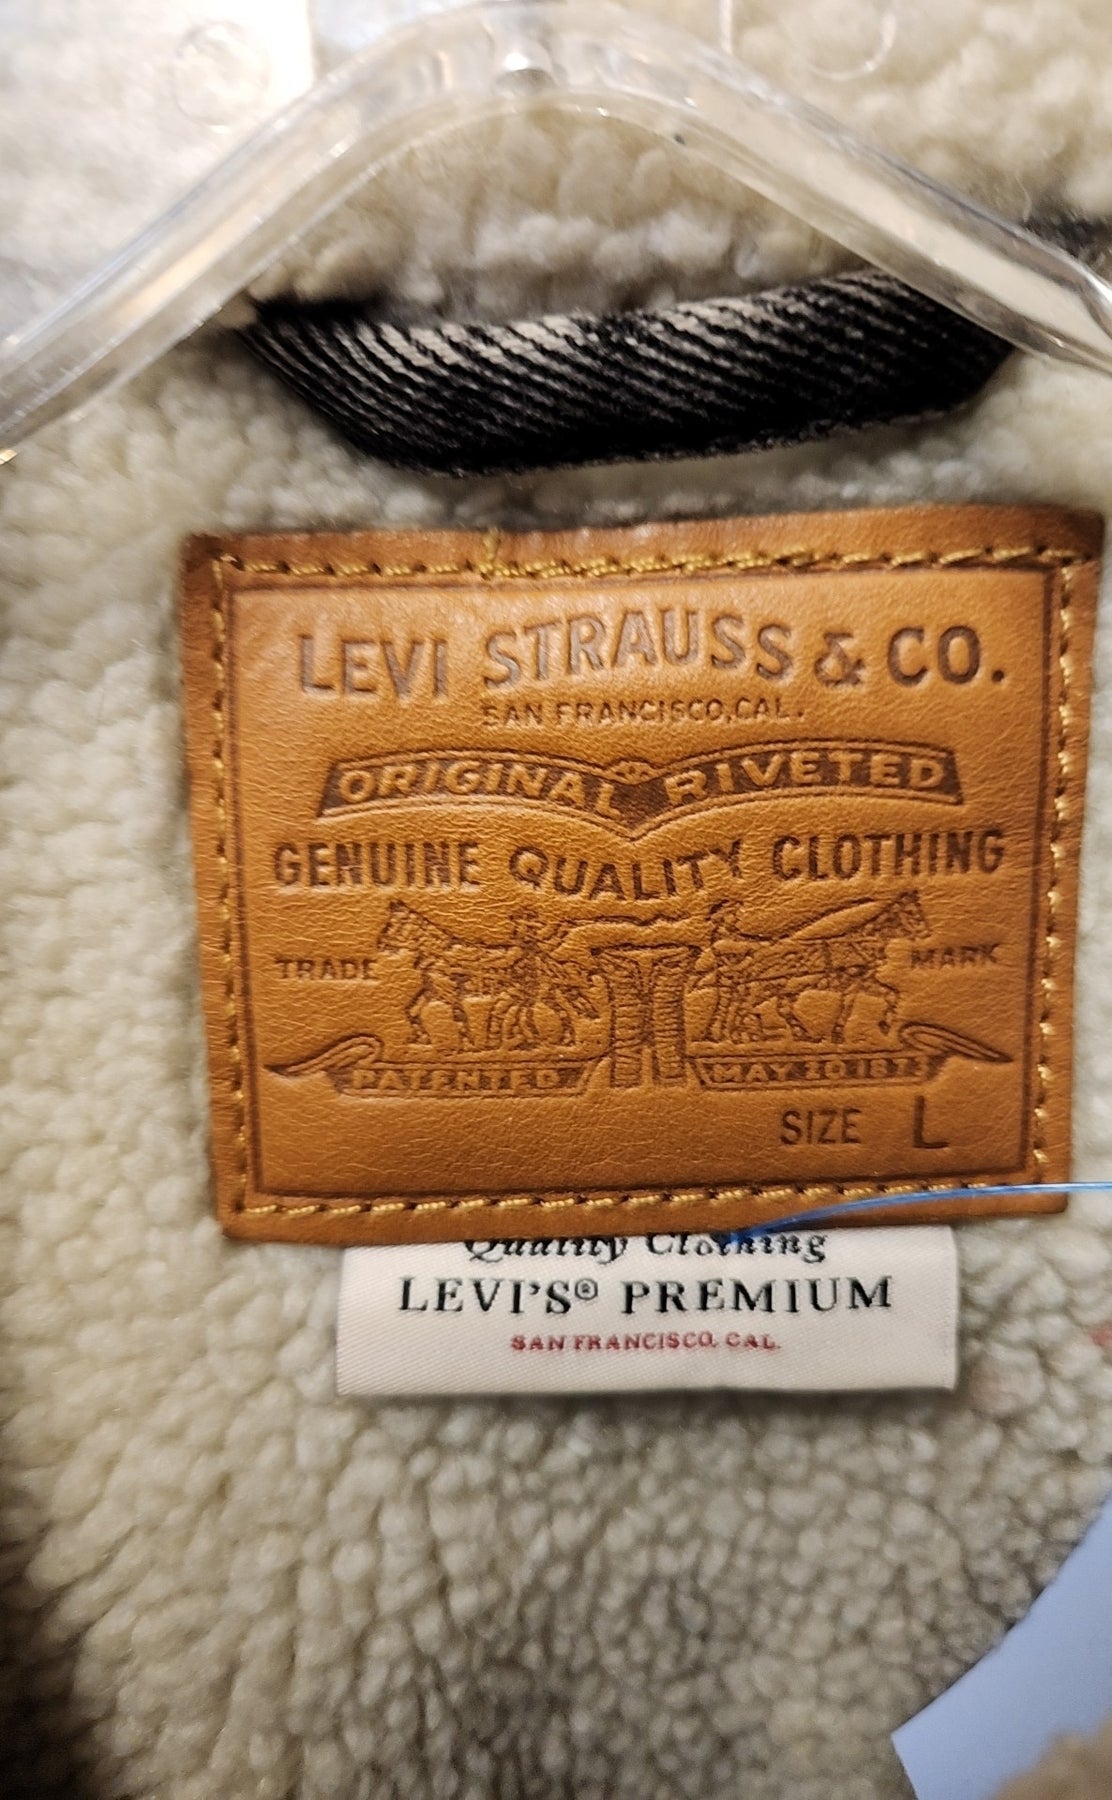 LEVI STRAUSS & CO.
SAN FRANCISCO, CAL.
ORIGINAL RIVETED
GENUINE QUALITY CLOTHING
TRADE MARK
PATENTED MAY 20 1873
SIZE L
Quality Clothing
LEVI'S® PREMIUM
SAN FRANCISCO, CAL.